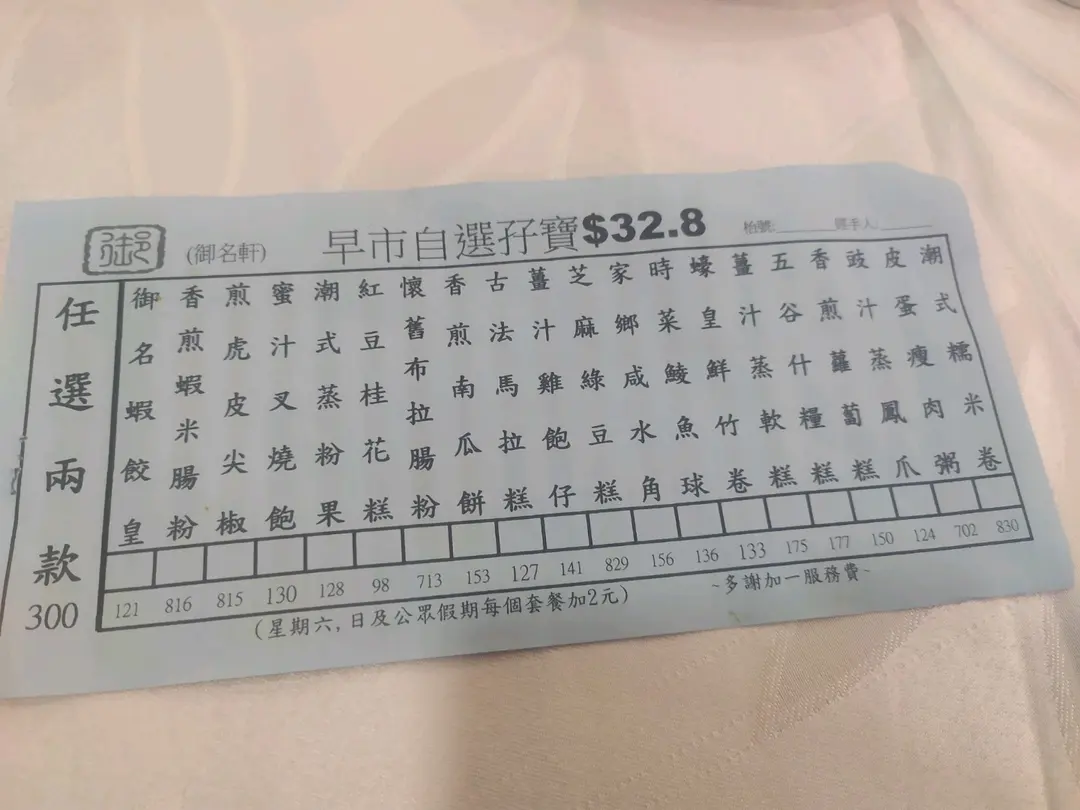 御
(御名軒)
早市自選孖寶$32.8
枱號:______ 經手人:______
任選兩款
300
御名蝦餃皇
香煎蝦米腸粉
煎虎皮尖椒
蜜汁叉燒飽
潮式蒸粉果
紅豆桂花糕
懷舊布拉腸粉
香煎南瓜餅
古法馬拉糕
薑汁雞飽仔
芝麻綠豆糕
家鄉咸水角
時菜鯪魚球
蠔皇鮮竹卷
薑汁蒸軟糕
五谷什糧糕
香煎蘿蔔糕
豉汁蒸鳳爪
皮蛋瘦肉粥
潮式糯米卷
121 816 815 130 128 98 713 153 127 141 829 156 136 133 175 177 150 124 702 830
(星期六,日及公眾假期每個套餐加2元)
~多謝加一服務費~